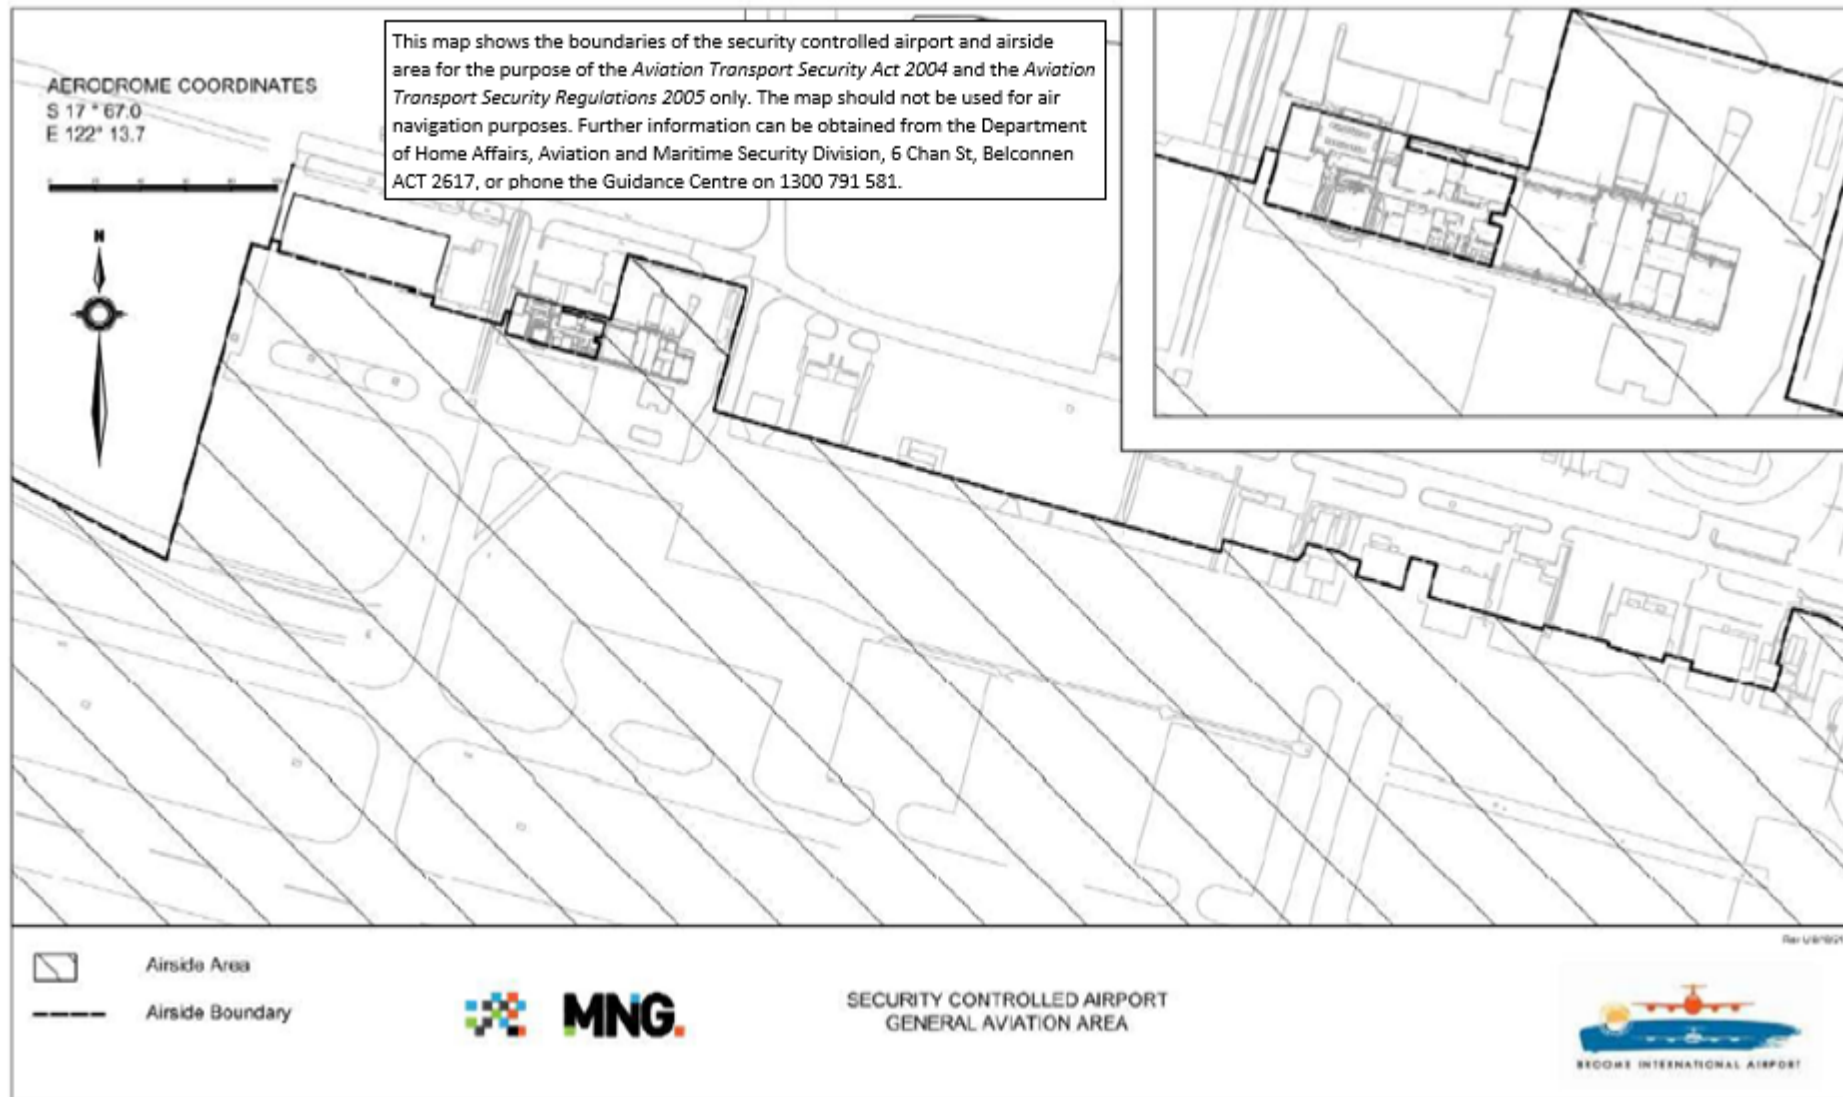 This map shows the boundaries of the security controlled airport and airside
area for the purpose of the Aviation Transport Security Act 2004 and the Aviation
Transport Security Regulations 2005 only. The map should not be used for air
navigation purposes. Further information can be obtained from the Department
of Home Affairs, Aviation and Maritime Security Division, 6 Chan St, Belconnen
ACT 2617, or phone the Guidance Centre on 1300 791 581.
AERODROME COORDINATES
S 17 ° 67.0
E 122° 13.7
N
Airside Area
Airside Boundary
MNG.
SECURITY CONTROLLED AIRPORT
GENERAL AVIATION AREA
BROOME INTERNATIONAL AIRPORT